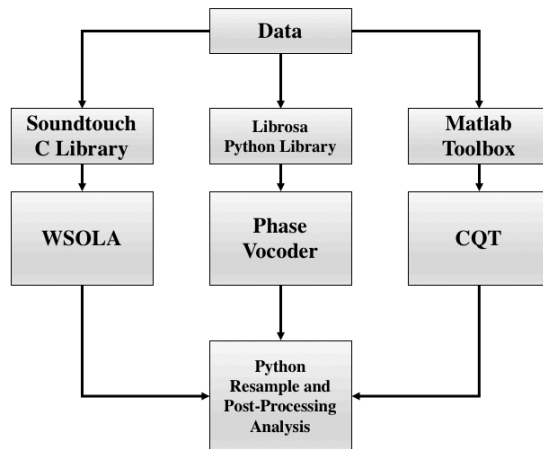 Data
Soundtouch
C Library
Librosa
Python Library
Matlab
Toolbox
WSOLA
Phase
Vocoder
CQT
Python
Resample and
Post-Processing
Analysis